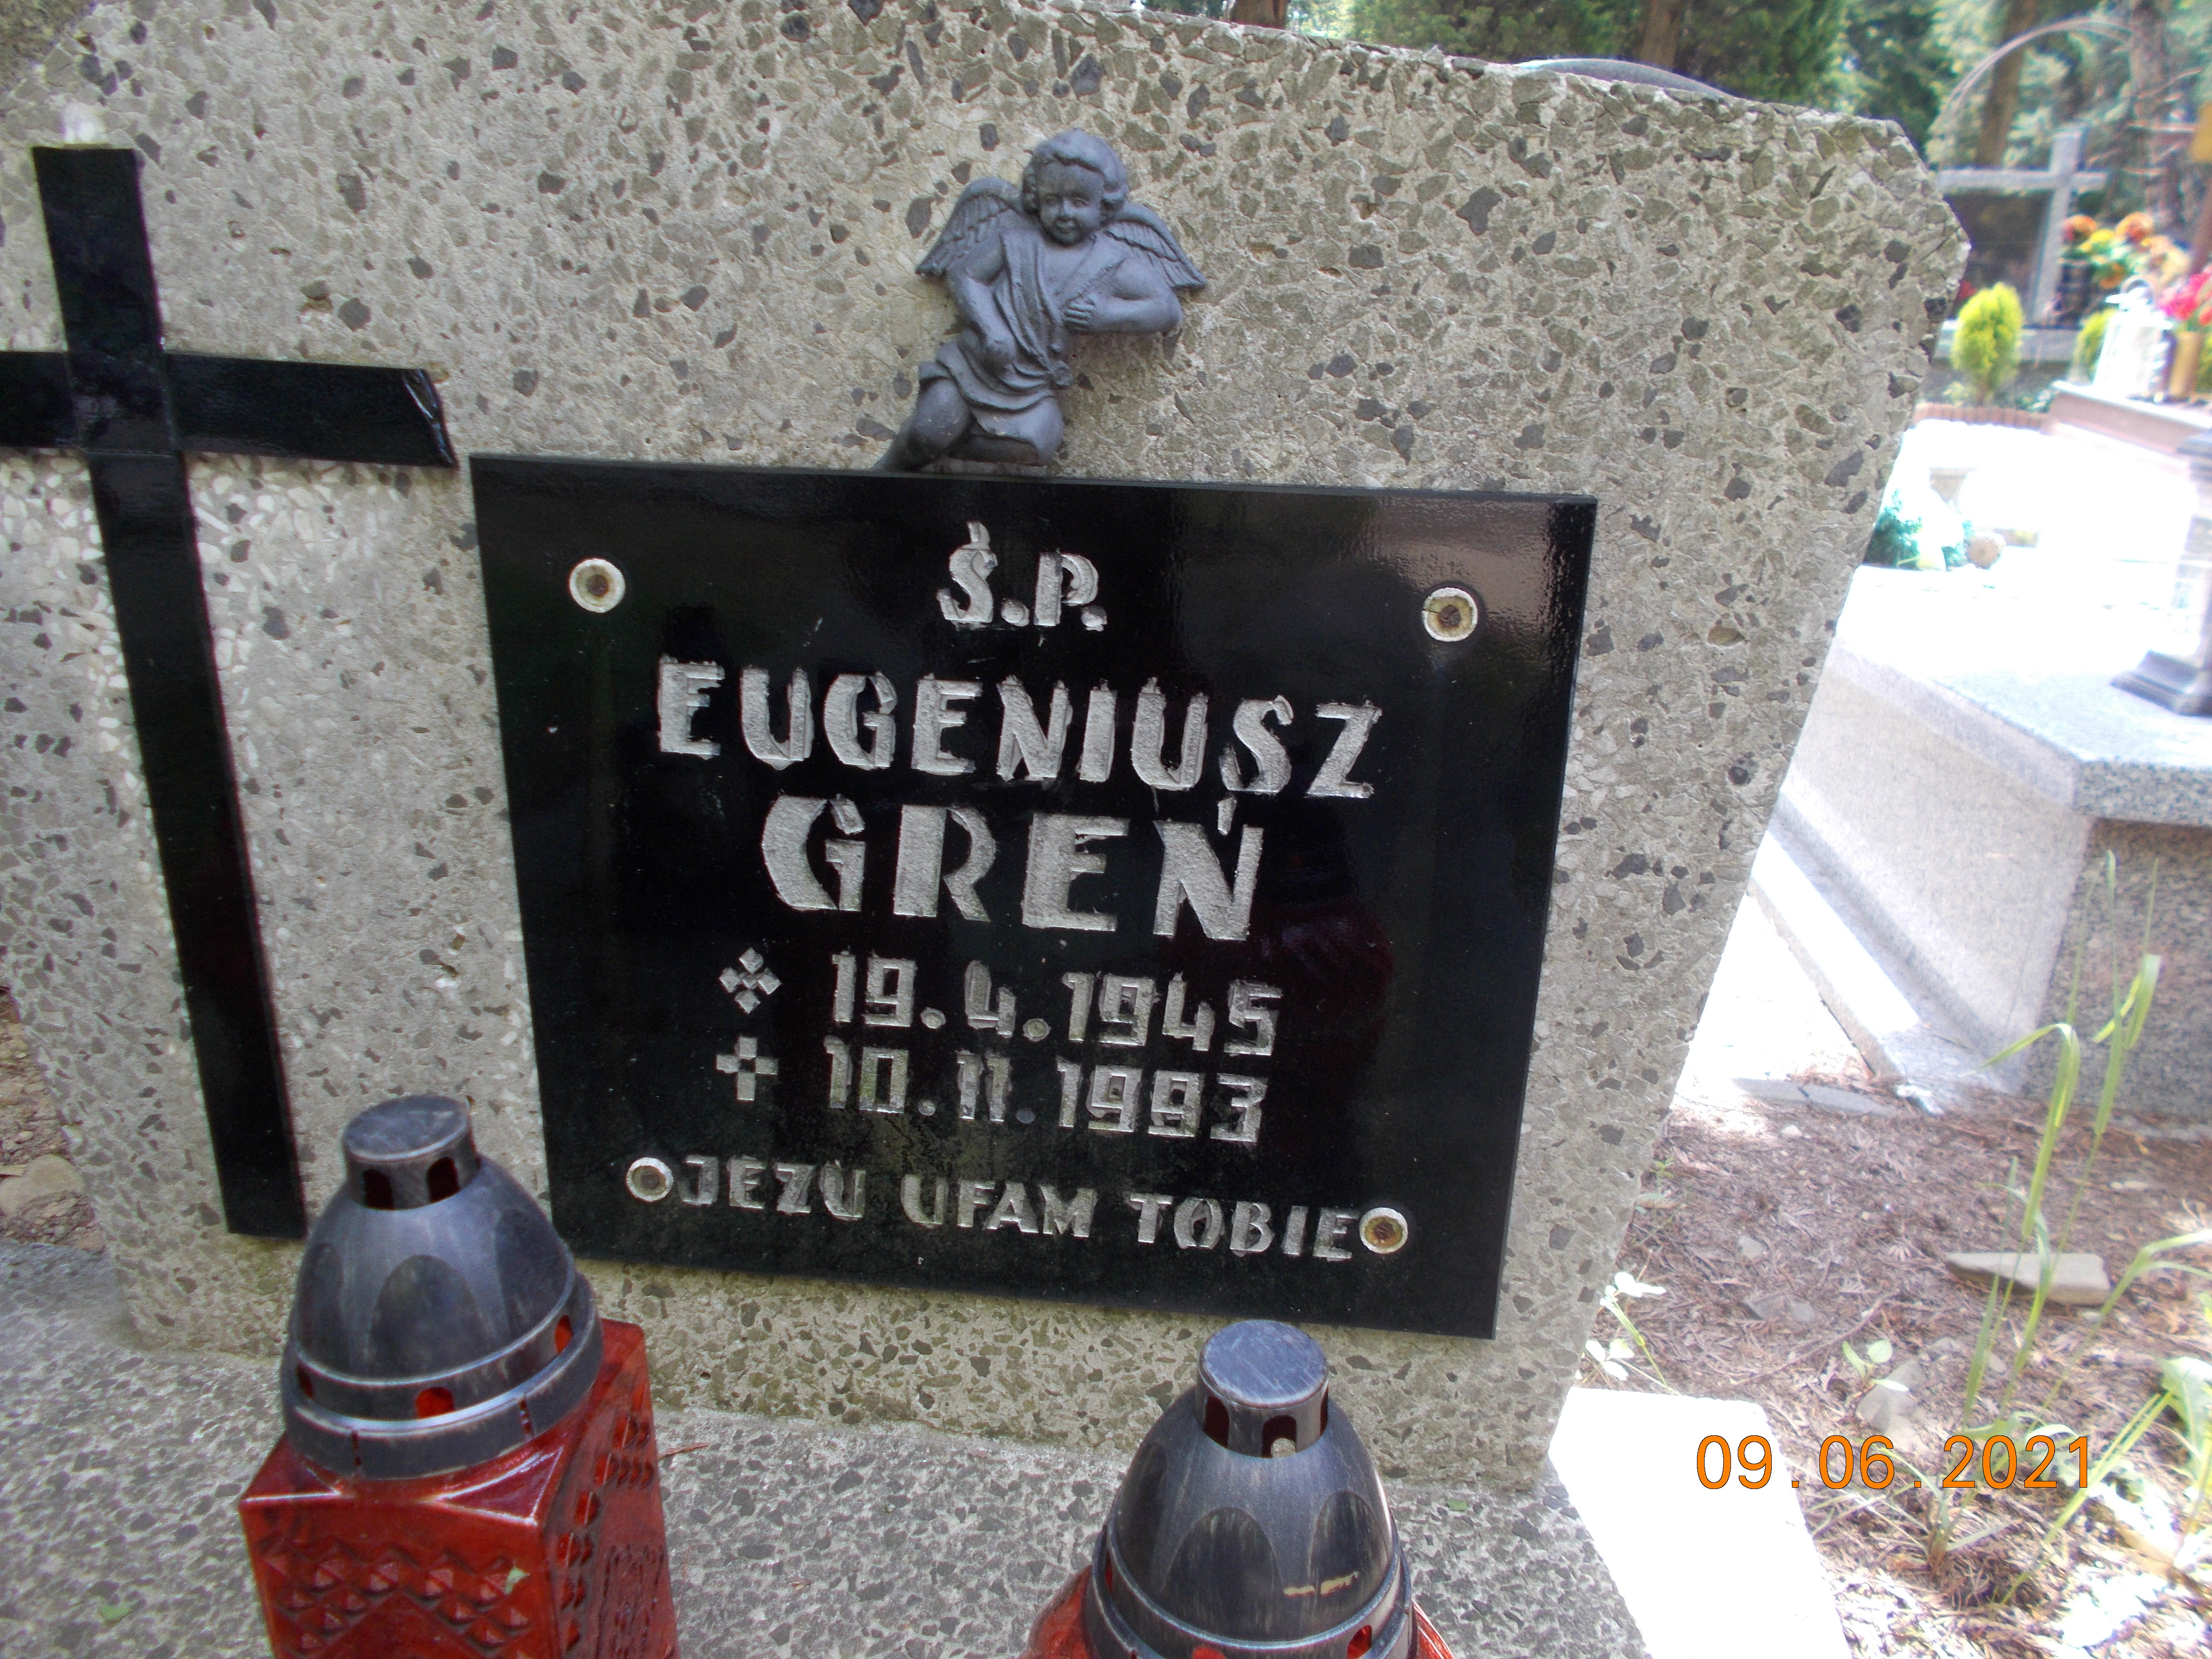 Ś.P.
EUGENIUSZ
GREŃ
19.4.1945
10.11.1993
JEZU UFAM TOBIE
09.06.2021